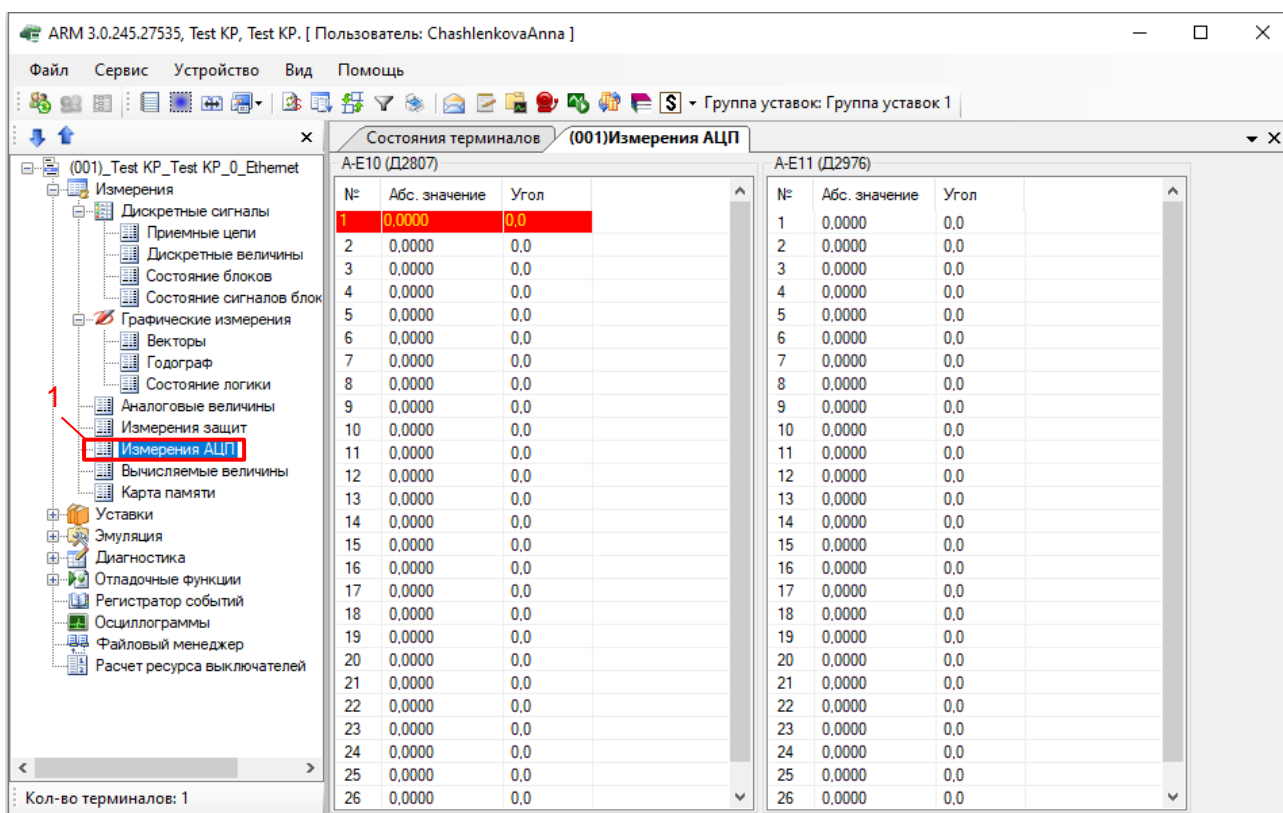 ARM 3.0.245.27535, Test KP, Test KP. [ Пользователь: ChashlenkovaAnna ]
Файл Сервис Устройство Вид Помощь
S Группа уставок: Группа уставок 1
Состояния терминалов (001)Измерения АЦП
(001)_Test KP_Test KP_0_Ethernet
Измерения
Дискретные сигналы
Приемные цепи
Дискретные величины
Состояние блоков
Состояние сигналов блок
Графические измерения
Векторы
Годограф
Состояние логики
1
Аналоговые величины
Измерения защит
Измерения АЦП
Вычисляемые величины
Карта памяти
Уставки
Эмуляция
Диагностика
Отладочные функции
Регистратор событий
Осциллограммы
Файловый менеджер
Расчет ресурса выключателей
Кол-во терминалов: 1
A-E10 (Д2807)
№ Абс. значение Угол
1 0,0000 0,0
2 0,0000 0,0
3 0,0000 0,0
4 0,0000 0,0
5 0,0000 0,0
6 0,0000 0,0
7 0,0000 0,0
8 0,0000 0,0
9 0,0000 0,0
10 0,0000 0,0
11 0,0000 0,0
12 0,0000 0,0
13 0,0000 0,0
14 0,0000 0,0
15 0,0000 0,0
16 0,0000 0,0
17 0,0000 0,0
18 0,0000 0,0
19 0,0000 0,0
20 0,0000 0,0
21 0,0000 0,0
22 0,0000 0,0
23 0,0000 0,0
24 0,0000 0,0
25 0,0000 0,0
26 0,0000 0,0
A-E11 (Д2976)
№ Абс. значение Угол
1 0,0000 0,0
2 0,0000 0,0
3 0,0000 0,0
4 0,0000 0,0
5 0,0000 0,0
6 0,0000 0,0
7 0,0000 0,0
8 0,0000 0,0
9 0,0000 0,0
10 0,0000 0,0
11 0,0000 0,0
12 0,0000 0,0
13 0,0000 0,0
14 0,0000 0,0
15 0,0000 0,0
16 0,0000 0,0
17 0,0000 0,0
18 0,0000 0,0
19 0,0000 0,0
20 0,0000 0,0
21 0,0000 0,0
22 0,0000 0,0
23 0,0000 0,0
24 0,0000 0,0
25 0,0000 0,0
26 0,0000 0,0